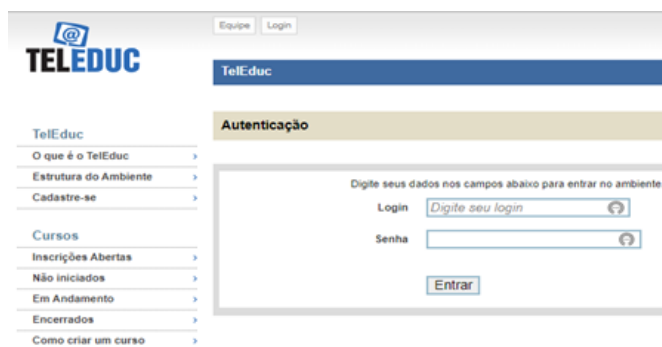 Equipe Login
@
TELEDUC
TelEduc
Autenticação
TelEduc
O que é o TelEduc ›
Estrutura do Ambiente ›
Cadastre-se ›
Cursos
Inscrições Abertas ›
Não iniciados ›
Em Andamento ›
Encerrados ›
Como criar um curso ›
Digite seus dados nos campos abaixo para entrar no ambiente
Login Digite seu login
Senha
Entrar